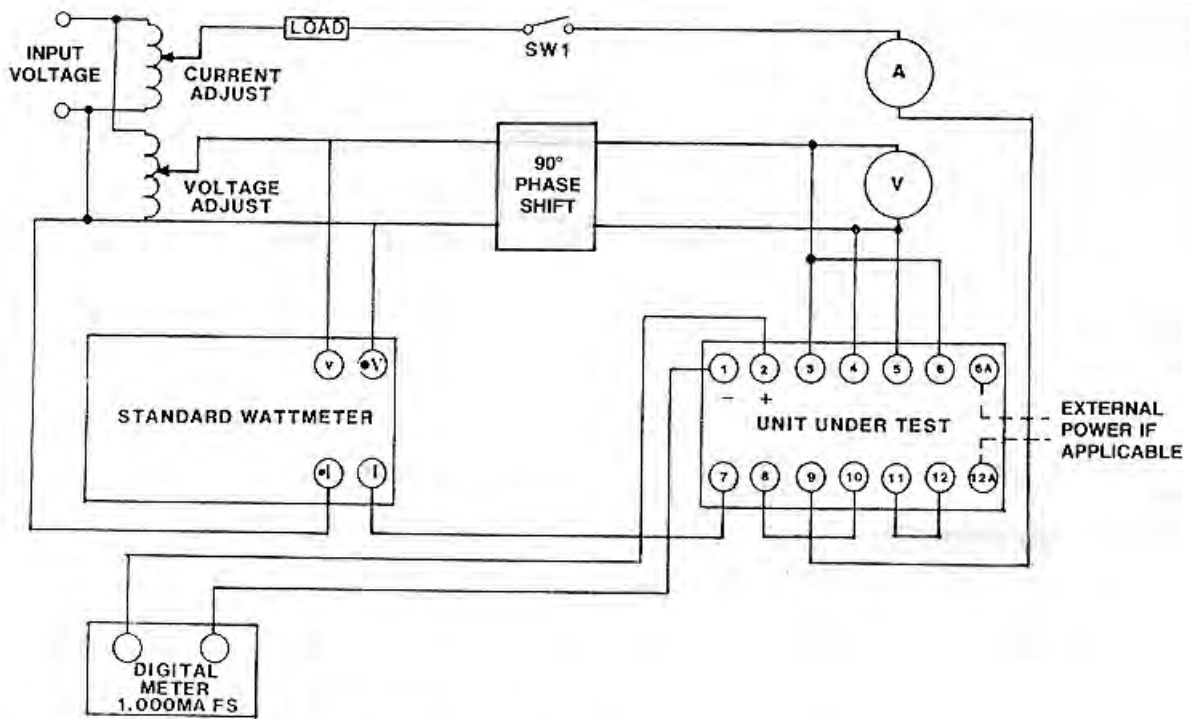 INPUT
VOLTAGE
CURRENT
ADJUST
LOAD
SW1
A
VOLTAGE
ADJUST
90°
PHASE
SHIFT
V
V
•V
STANDARD WATTMETER
•I
I
1
2
3
4
5
6
6A
−
+
UNIT UNDER TEST
7
8
9
10
11
12
12A
EXTERNAL
POWER IF
APPLICABLE
DIGITAL
METER
1.000MA FS